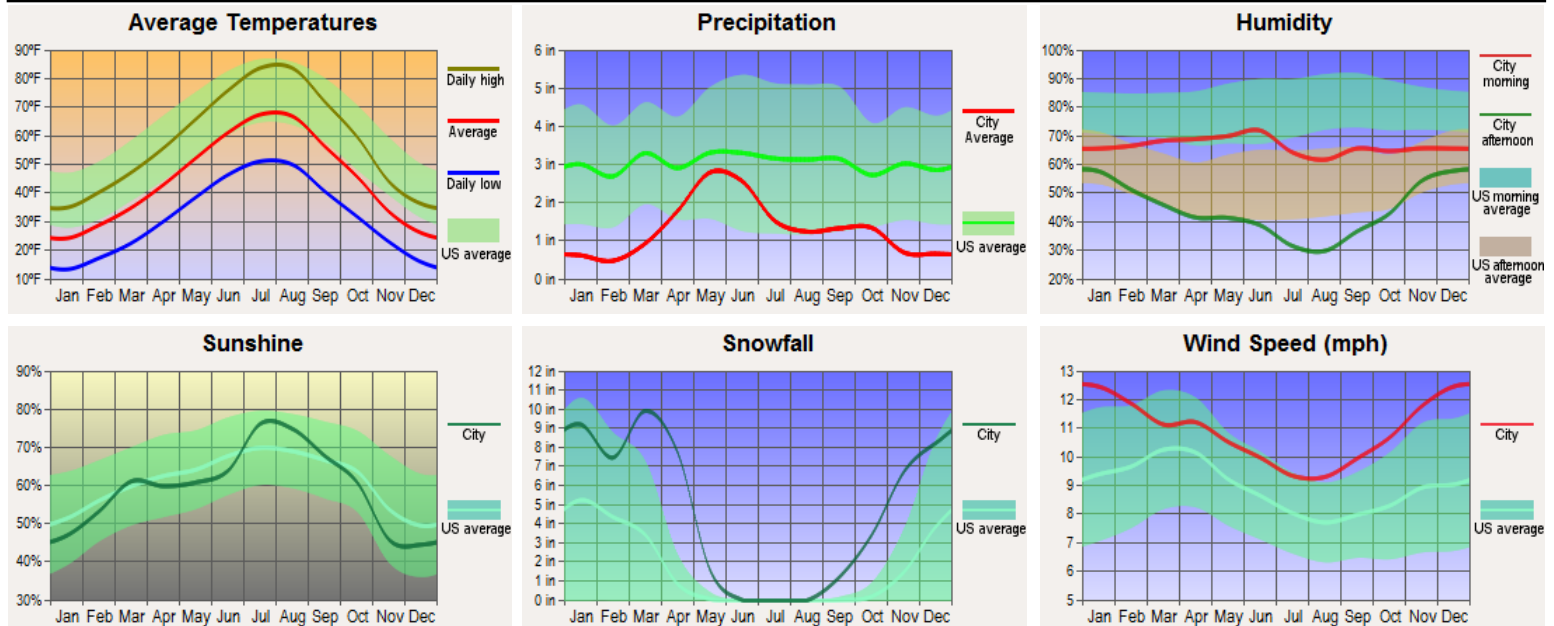 Average Temperatures
90ºF
80ºF
70ºF
60ºF
50ºF
40ºF
30ºF
20ºF
10ºF
Jan Feb Mar Apr May Jun Jul Aug Sep Oct Nov Dec
Daily high
Average
Daily low
US average
Precipitation
6 in
5 in
4 in
3 in
2 in
1 in
0 in
Jan Feb Mar Apr May Jun Jul Aug Sep Oct Nov Dec
City
Average
US average
Humidity
100%
90%
80%
70%
60%
50%
40%
30%
20%
Jan Feb Mar Apr May Jun Jul Aug Sep Oct Nov Dec
City
morning
City
afternoon
US morning
average
US afternoon
average
Sunshine
90%
80%
70%
60%
50%
40%
30%
Jan Feb Mar Apr May Jun Jul Aug Sep Oct Nov Dec
City
US average
Snowfall
12 in
11 in
10 in
9 in
8 in
7 in
6 in
5 in
4 in
3 in
2 in
1 in
0 in
Jan Feb Mar Apr May Jun Jul Aug Sep Oct Nov Dec
City
US average
Wind Speed (mph)
13
12
11
10
9
8
7
6
5
Jan Feb Mar Apr May Jun Jul Aug Sep Oct Nov Dec
City
US average